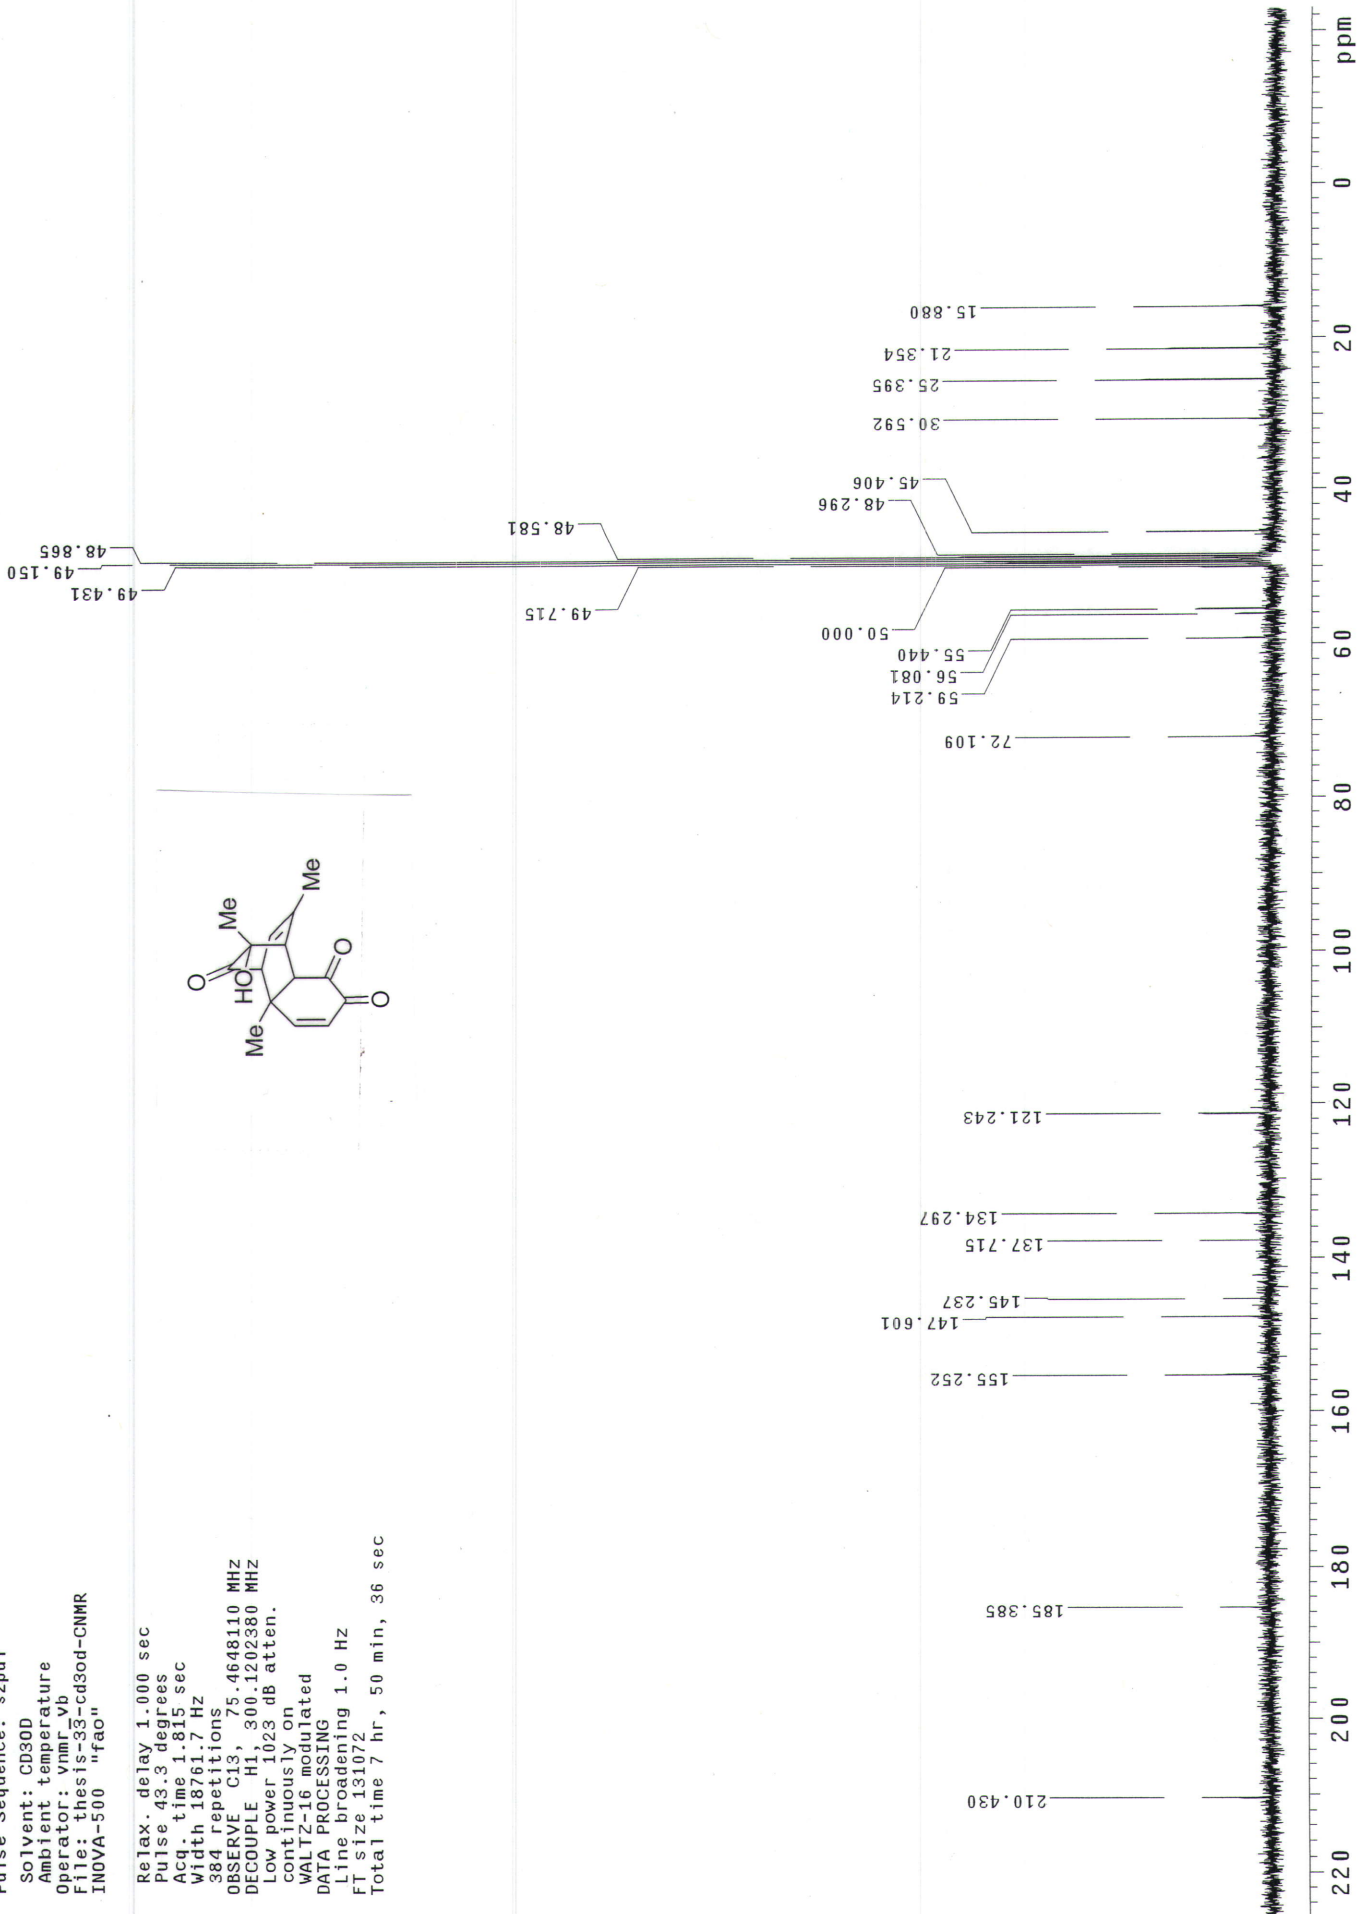 Solvent: CD3OD
Ambient temperature
Operator: vnmr_vb
File: thesis-33-cd3od-CNMR
INOVA-500 "fao"
Relax. delay 1.000 sec
Pulse 43.3 degrees
Acq. time 1.815 sec
Width 18761.7 Hz
384 repetitions
OBSERVE C13, 75.4648110 MHz
DECOUPLE H1, 300.1202380 MHz
Low power 1023 dB atten.
continuously on
WALTZ-16 modulated
DATA PROCESSING
Line broadening 1.0 Hz
FT size 131072
Total time 7 hr, 50 min, 36 sec
O
HO
Me
Me
Me
O
O
210.430
185.385
155.252
147.601
145.237
137.715
134.297
121.243
72.109
59.214
56.081
55.440
50.000
49.715
49.431
49.150
48.865
48.581
48.296
45.406
30.592
25.395
21.354
15.880
220 200 180 160 140 120 100 80 60 40 20 0 ppm